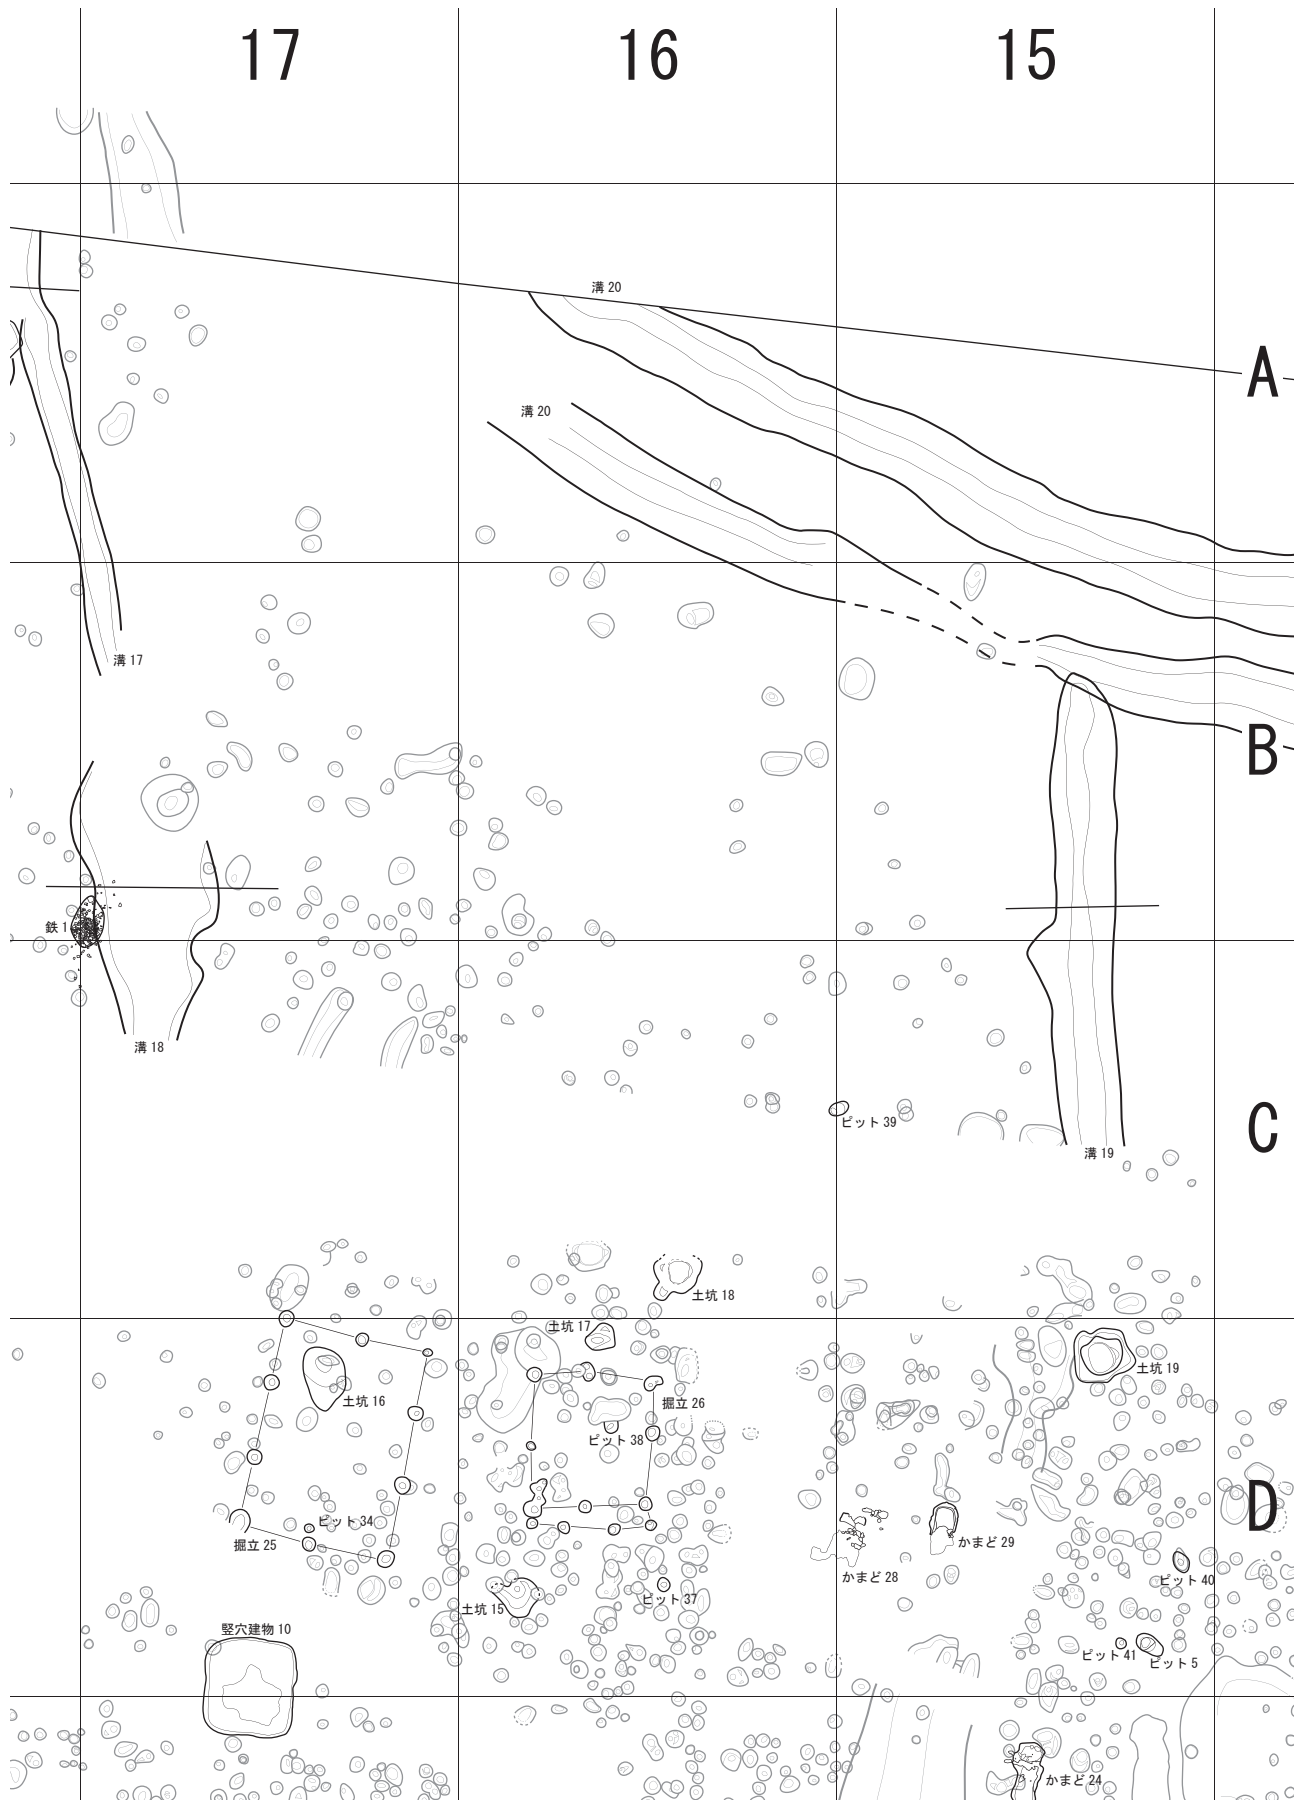 17
16
15
溝 20
A
溝 20
溝 17
B
鉄 1
溝 18
ピット 39
C
溝 19
土坑 18
土坑 17
土坑 19
土坑 16
掘立 26
ピット 38
D
ピット 34
掘立 25
かまど 29
かまど 28
ピット 40
ピット 37
土坑 15
竪穴建物 10
ピット 41
ピット 5
かまど 24